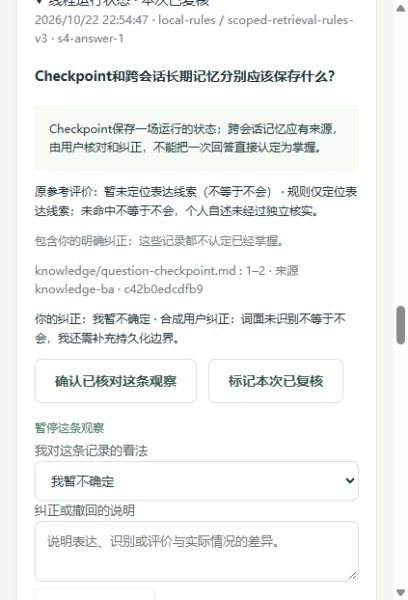 2026/10/22 22:54:47 · local-rules / scoped-retrieval-rules-
v3 · s4-answer-1
Checkpoint和跨会话长期记忆分别应该保存什么?
Checkpoint保存一场运行的状态；跨会话记忆应有来源，
由用户核对和纠正，不能把一次回答直接认定为掌握。
原参考评价：暂未定位表达线索（不等于不会）· 规则仅定位表
达线索；未命中不等于不会，个人自述未经过独立核实。
包含你的明确纠正；这些记录都不认定已经掌握。
knowledge/question-checkpoint.md : 1–2 · 来源
knowledge-ba · c42b0edcdfb9
你的纠正：我暂不确定 · 合成用户纠正：词面未识别不等于不
会，我还需补充持久化边界。
确认已核对这条观察
标记本次已复核
暂停这条观察
我对这条记录的看法
我暂不确定
纠正或撤回的说明
说明表达、识别或评价与实际情况的差异。